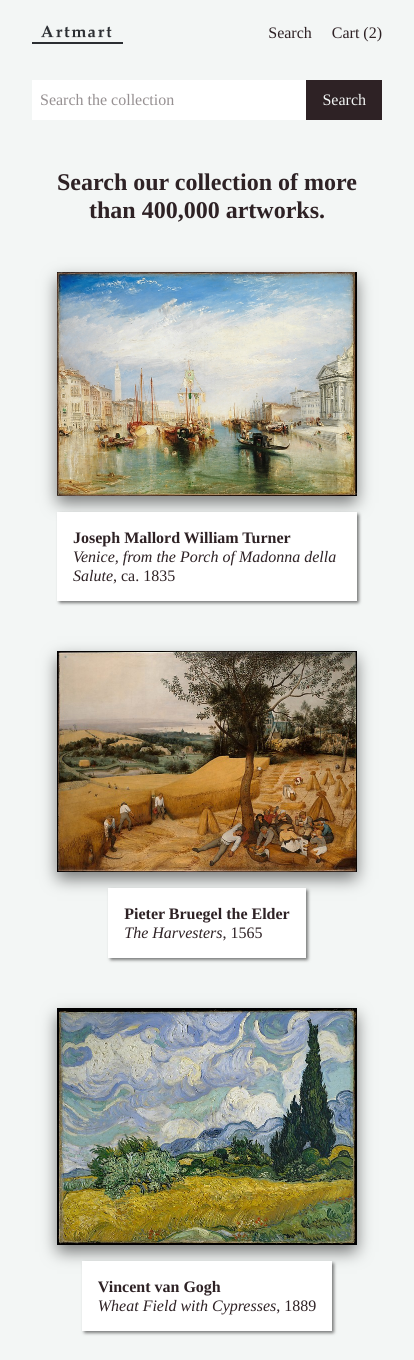 Artmart
Search Cart (2)
Search the collection
Search
Search our collection of more
than 400,000 artworks.
Joseph Mallord William Turner
Venice, from the Porch of Madonna della
Salute, ca. 1835
Pieter Bruegel the Elder
The Harvesters, 1565
Vincent van Gogh
Wheat Field with Cypresses, 1889